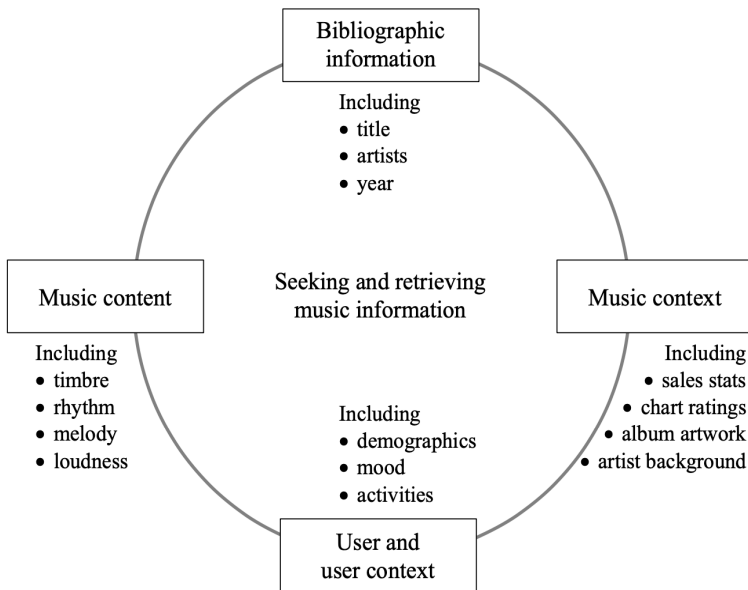 Bibliographic
information
Including
• title
• artists
• year
Music content
Including
• timbre
• rhythm
• melody
• loudness
Seeking and retrieving
music information
Music context
Including
• sales stats
• chart ratings
• album artwork
• artist background
Including
• demographics
• mood
• activities
User and
user context